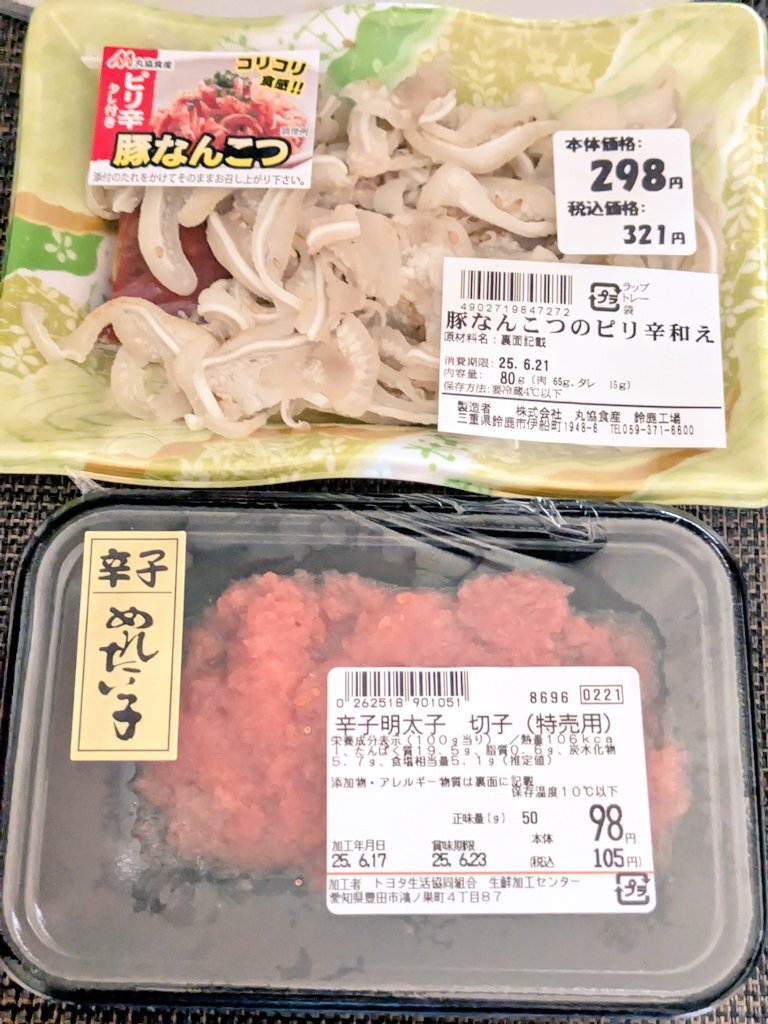 丸協食産
ピリ辛
タレ付き
コリコリ
食感!!
調理例
豚なんこつ
添付のたれをかけてそのままお召し上がり下さい。
本体価格:
298円
税込価格:
321円
4902719847272
プラ
ラップ
トレー
袋
豚なんこつのピリ辛和え
原材料名:裏面記載
消費期限: 25. 6.21
内容量: 80g (肉 65g、タレ 15g)
保存方法:要冷蔵4℃以下
製造者 株式会社 丸協食産 鈴鹿工場
三重県鈴鹿市伊船町1948-6 TEL059-371-6600
辛子
めんたい子
0 262518 901051
8696 0221
辛子明太子 切子(特売用)
栄養成分表示(100g当り)/熱量106kca
l、たんぱく質19.5g、脂質0.6g、炭水化物
5.7g、食塩相当量5.1g(推定値)
添加物・アレルギー物質は裏面に記載
保存温度10℃以下
正味量(g) 50
本体 98円
加工年月日 賞味期限
25. 6.17 25. 6.23 (税込 105円)
加工者 トヨタ生活協同組合 生鮮加工センター
愛知県豊田市鴻ノ巣町4丁目87
プラ